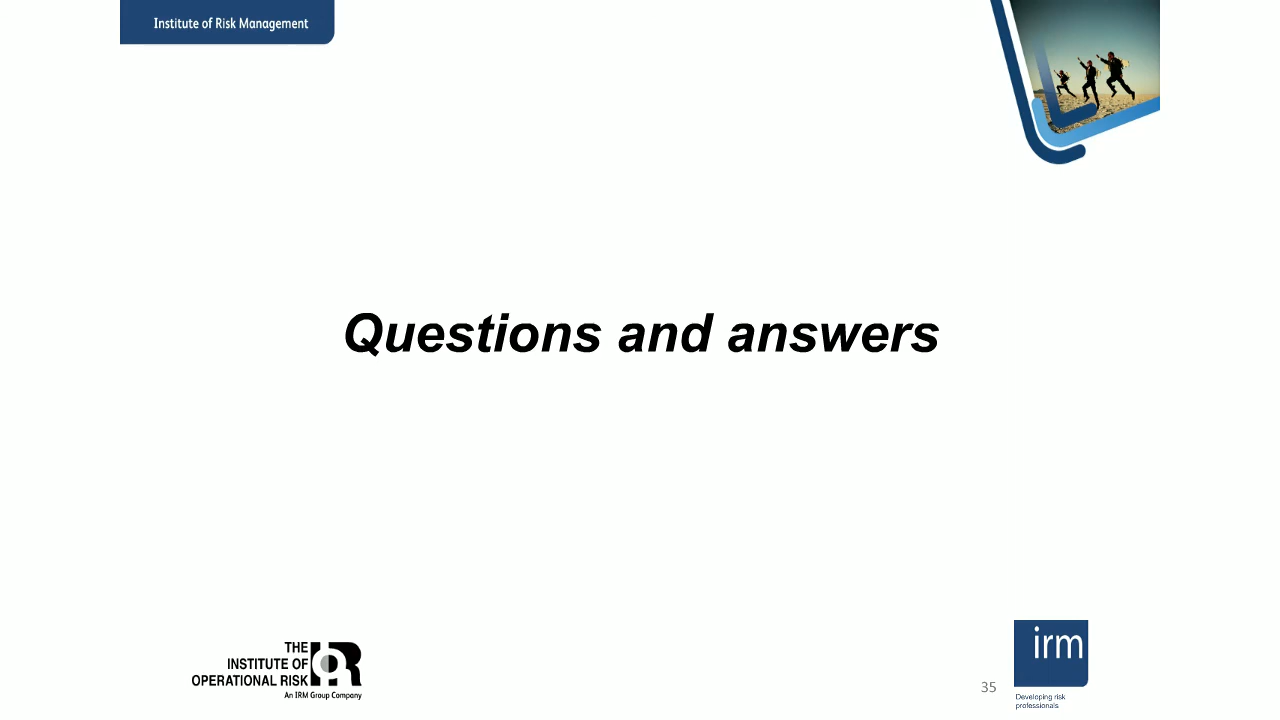 Institute of Risk Management
Questions and answers
THE
INSTITUTE OF
OPERATIONAL RISK
IOR
An IRM Group Company
35
irm
Developing risk
professionals